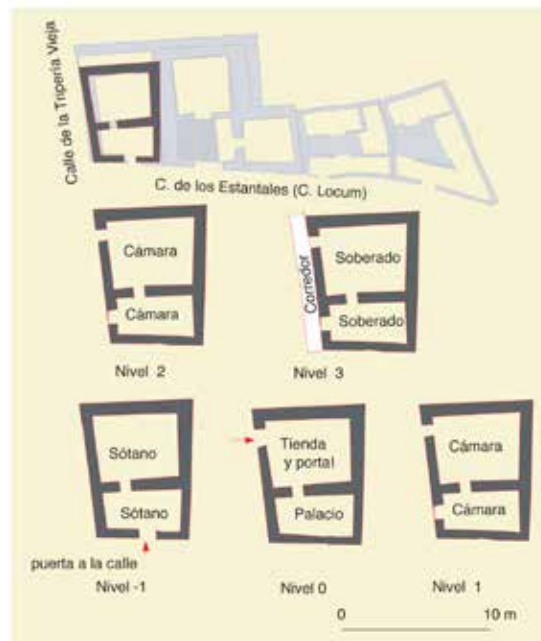 Calle de la Tripería Vieja
C. de los Estantales (C. Locum)
Cámara
Cámara
Nivel 2
Corredor
Soberado
Soberado
Nivel 3
Sótano
Sótano
puerta a la calle
Nivel -1
Tienda
y portal
Palacio
Nivel 0
Cámara
Cámara
Nivel 1
0 10 m